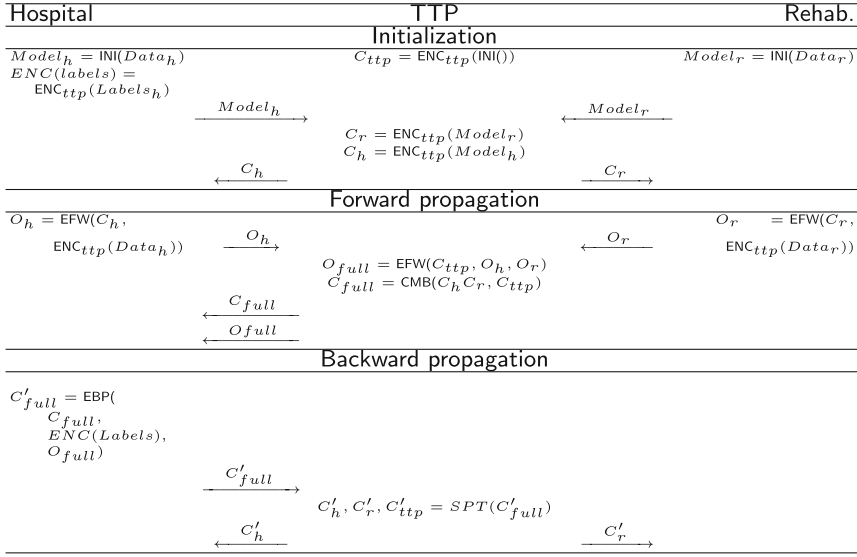 Hospital TTP Rehab.
Initialization
Model_h = INI(Data_h) C_ttp = ENC_ttp(INI()) Model_r = INI(Data_r)
ENC(labels) =
ENC_ttp(Labels_h)
Model_h Model_r
C_r = ENC_ttp(Model_r)
C_h = ENC_ttp(Model_h)
C_h C_r
Forward propagation
O_h = EFW(C_h, O_r = EFW(C_r,
ENC_ttp(Data_h)) O_h O_r ENC_ttp(Data_r))
O_full = EFW(C_ttp, O_h, O_r)
C_full = CMB(C_h C_r, C_ttp)
C_full
Ofull
Backward propagation
C'_full = EBP(
C_full,
ENC(Labels),
O_full)
C'_full
C'_h, C'_r, C'_ttp = SPT(C'_full)
C'_h C'_r